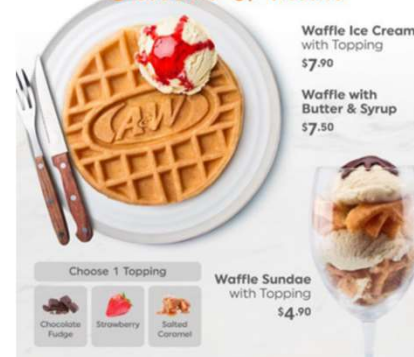 Waffle Ice Cream
with Topping
$7.90
Waffle with
Butter & Syrup
$7.50
A&W
Choose 1 Topping
Chocolate
Fudge
Strawberry
Salted
Caramel
Waffle Sundae
with Topping
$4.90